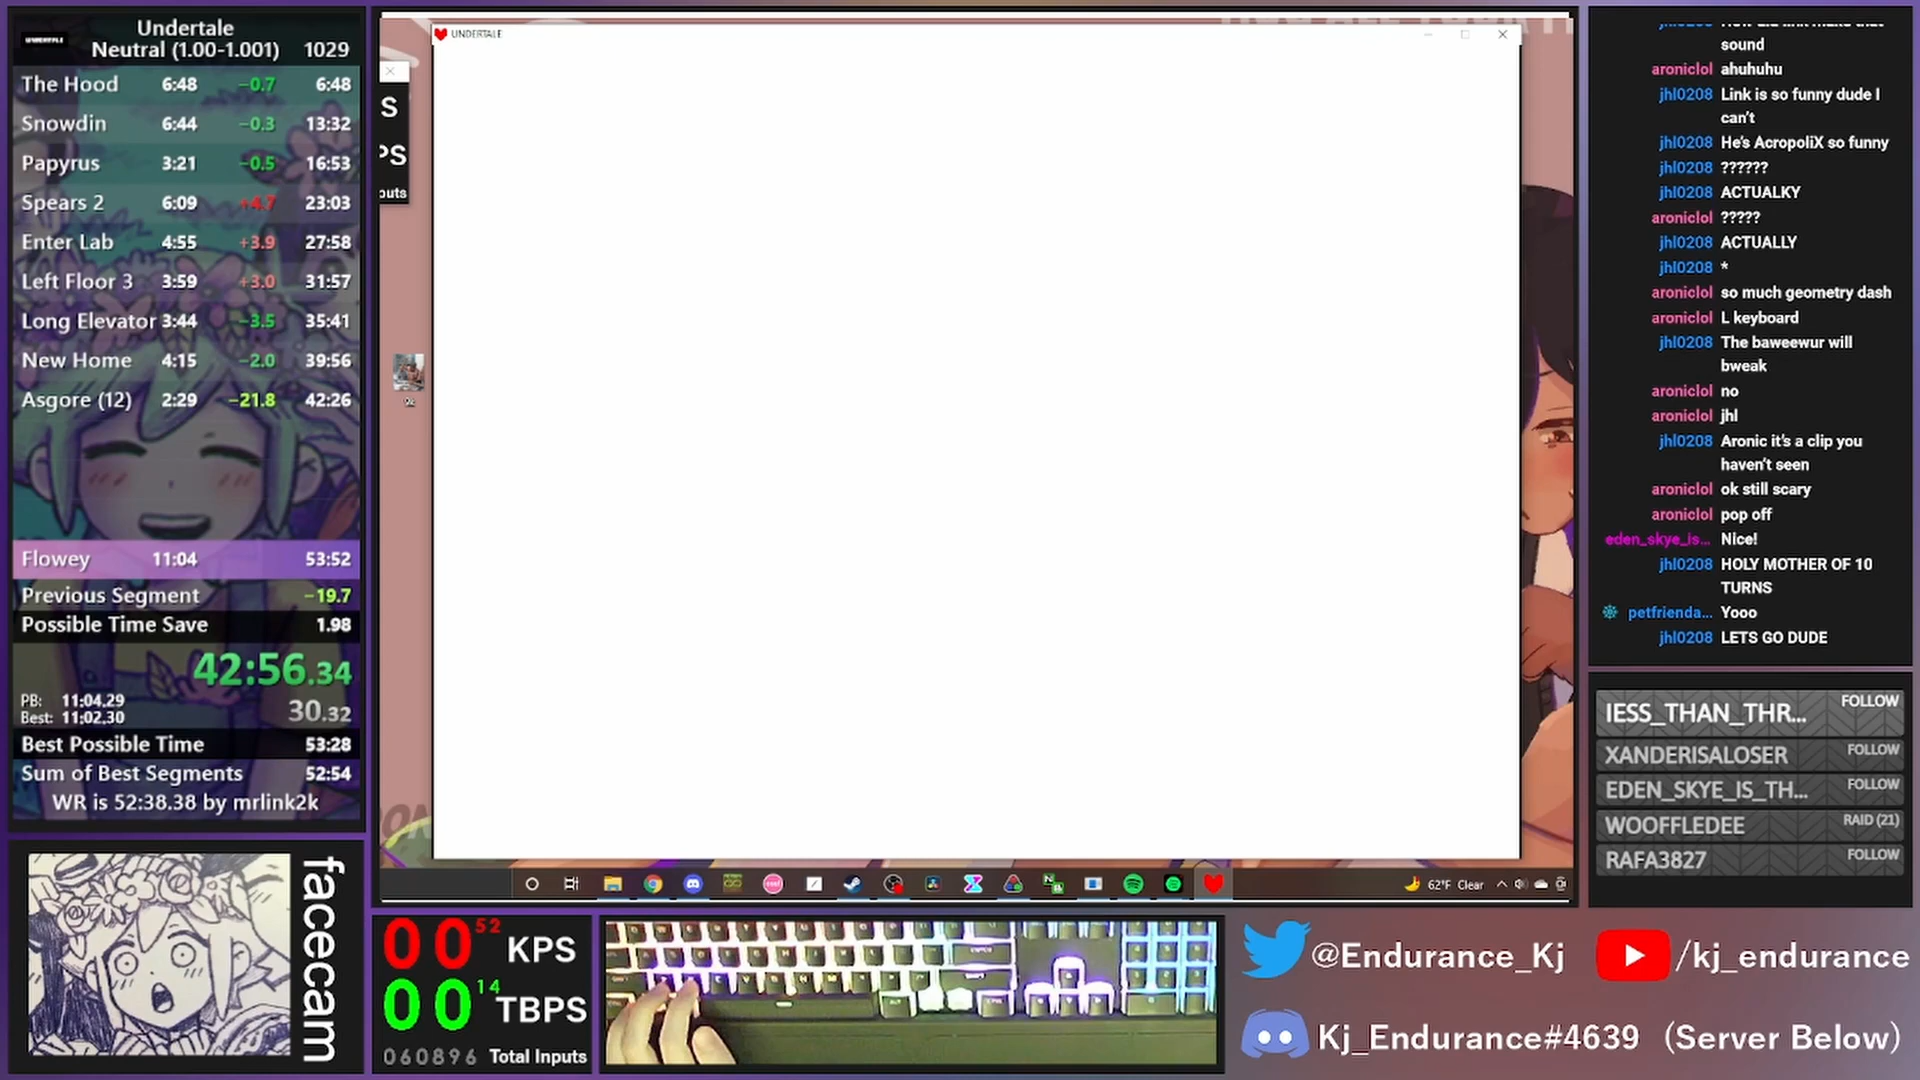 Undertale
Neutral (1.00-1.001) 1029
The Hood 6:48 −0.7 6:48
Snowdin 6:44 −0.3 13:32
Papyrus 3:21 −0.5 16:53
Spears 2 6:09 +4.7 23:03
Enter Lab 4:55 +3.9 27:58
Left Floor 3 3:59 +3.0 31:57
Long Elevator 3:44 −3.5 35:41
New Home 4:15 −2.0 39:56
Asgore (12) 2:29 −21.8 42:26
Flowey 11:04 53:52
Previous Segment −19.7
Possible Time Save 1.98
42:56.34
PB: 11:04.29
Best: 11:02.30
30.32
Best Possible Time 53:28
Sum of Best Segments 52:54
WR is 52:38.38 by mrlink2k
facecam
UNDERTALE
S
PS
outs
62°F Clear
sound
aroniclol ahuhuhu
jhl0208 Link is so funny dude I
can't
jhl0208 He's AcropoliX so funny
jhl0208 ??????
jhl0208 ACTUALKY
aroniclol ?????
jhl0208 ACTUALLY
jhl0208 *
aroniclol so much geometry dash
aroniclol L keyboard
jhl0208 The baweewur will
bweak
aroniclol no
aroniclol jhl
jhl0208 Aronic it's a clip you
haven't seen
aroniclol ok still scary
aroniclol pop off
eden_skye_is... Nice!
jhl0208 HOLY MOTHER OF 10
TURNS
petfrienda... Yooo
jhl0208 LETS GO DUDE
IESS_THAN_THR... FOLLOW
XANDERISALOSER FOLLOW
EDEN_SKYE_IS_TH... FOLLOW
WOOFFLEDEE RAID (21)
RAFA3827 FOLLOW
00 52 KPS
00 14 TBPS
060896 Total Inputs
@Endurance_Kj
/kj_endurance
Kj_Endurance#4639 (Server Below)